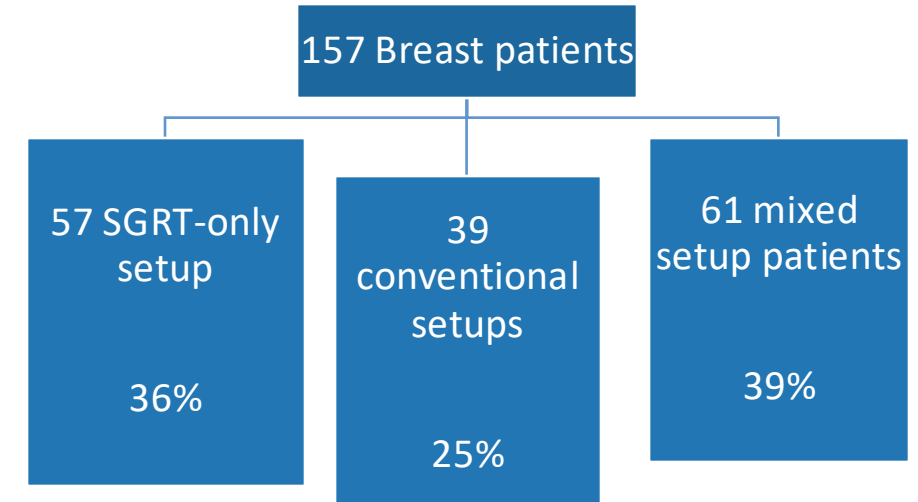 157 Breast patients
57 SGRT-only
setup
36%
39
conventional
setups
25%
61 mixed
setup patients
39%